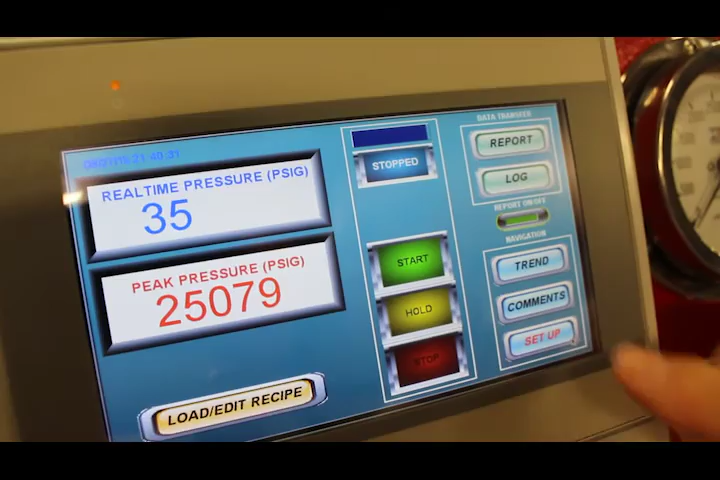 REALTIME PRESSURE (PSIG)
35
PEAK PRESSURE (PSIG)
25079
LOAD/EDIT RECIPE
STOPPED
START
HOLD
STOP
DATA TRANSFER
REPORT
LOG
REPORT ON/OFF
NAVIGATION
TREND
COMMENTS
SET UP